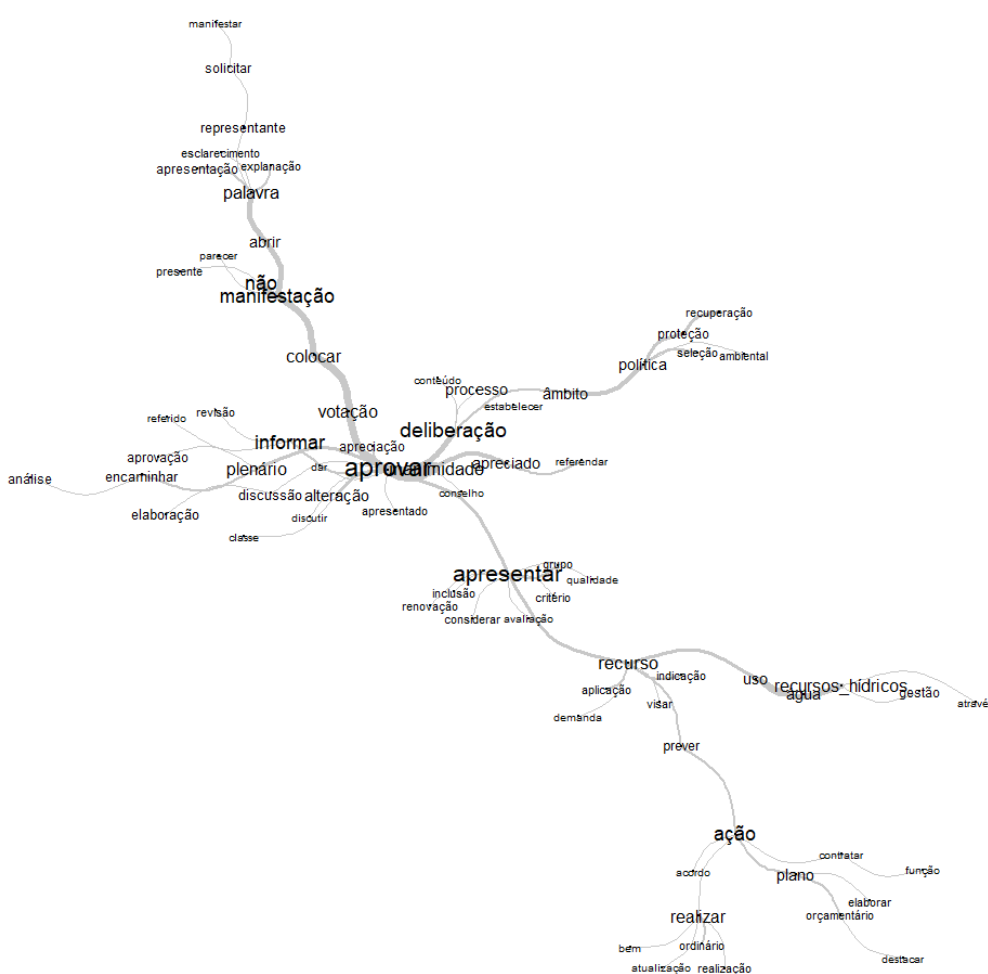 manifestar
solicitar
representante
esclarecimento
apresentação
explanação
palavra
abrir
parecer
presente
não
manifestação
recuperação
proteção
seleção
ambiental
política
colocar
conteúdo
processo
âmbito
estabelecer
votação
referido
revisão
deliberação
informar
apreciação
aprovação
plenário
dar
aprovar
unanimidade
apreciado
referendar
análise
encaminhar
discussão
alteração
conselho
elaboração
discutir
apresentado
classe
apresentar
grupo
qualidade
inclusão
renovação
critério
considerar
avaliação
recurso
indicação
uso
recursos_hídricos
água
gestão
através
aplicação
visar
demanda
prever
ação
contratar
acordo
plano
função
elaborar
orçamentário
realizar
bem
ordinário
destacar
atualização
realização